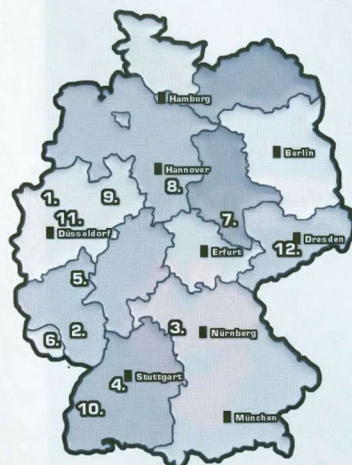 Hamburg
Berlin
Hannover
8.
1.
9.
7.
11.
Düsseldorf
Dresden
12.
Erfurt
5.
2.
3.
Nürnberg
6.
Stuttgart
4.
10.
München